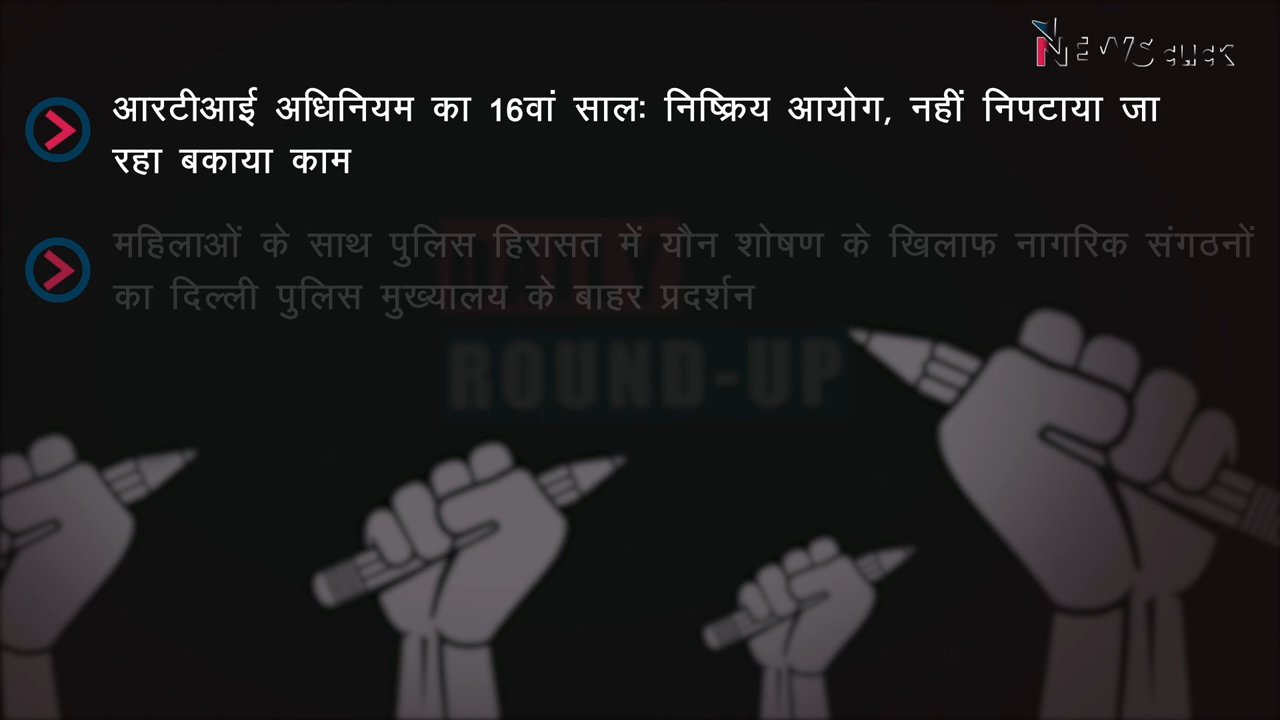 NEWSCLICK
आरटीआई अधिनियम का 16वां सालः निष्क्रिय आयोग, नहीं निपटाया जा
रहा बकाया काम
महिलाओं के साथ पुलिस हिरासत में यौन शोषण के खिलाफ नागरिक संगठनों
का दिल्ली पुलिस मुख्यालय के बाहर प्रदर्शन
DAILY
ROUND-UP